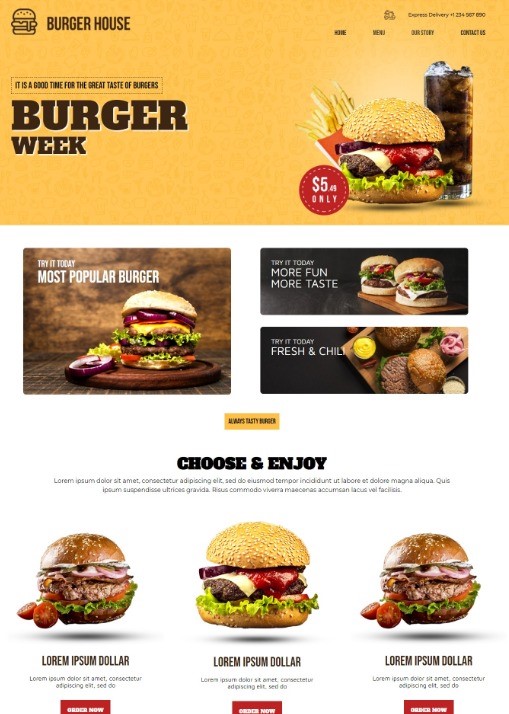 BURGER HOUSE
Express Delivery +1 234 567 890
HOME MENU OUR STORY CONTACT US
IT IS A GOOD TIME FOR THE GREAT TASTE OF BURGERS
BURGER
WEEK
$5.49
ONLY
TRY IT TODAY
MOST POPULAR BURGER
TRY IT TODAY
MORE FUN
MORE TASTE
TRY IT TODAY
FRESH & CHILI
ALWAYS TASTY BURGER
CHOOSE & ENJOY
Lorem ipsum dolor sit amet, consectetur adipiscing elit, sed do eiusmod tempor incididunt ut labore et dolore magna aliqua. Quis
ipsum suspendisse ultrices gravida. Risus commodo viverra maecenas accumsan lacus vel facilisis.
LOREM IPSUM DOLLAR
Lorem ipsum dolor sit amet, consectetur
adipiscing elit, sed do
ORDER NOW
LOREM IPSUM DOLLAR
Lorem ipsum dolor sit amet, consectetur
adipiscing elit, sed do
ORDER NOW
LOREM IPSUM DOLLAR
Lorem ipsum dolor sit amet, consectetur
adipiscing elit, sed do
ORDER NOW